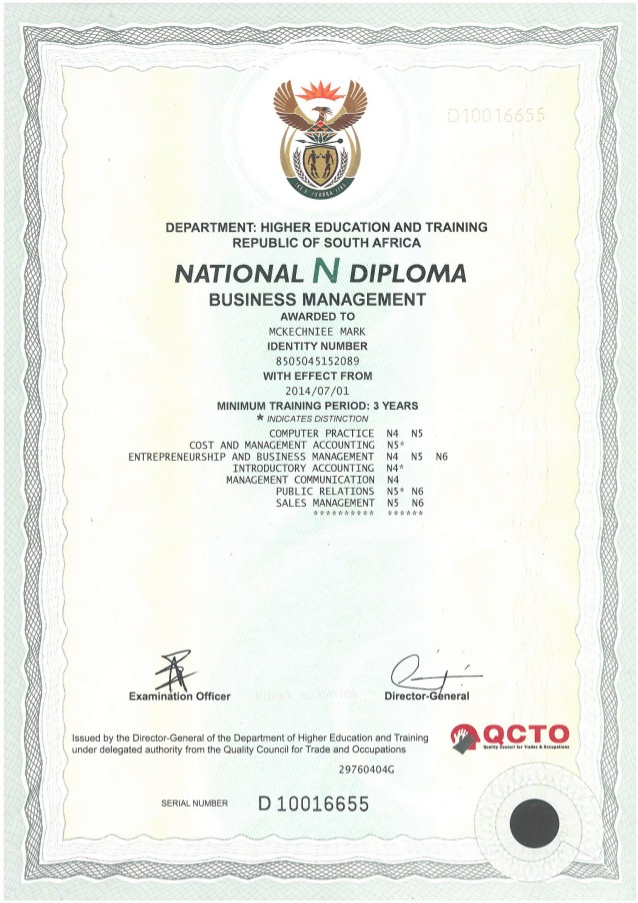 D10016655
DEPARTMENT: HIGHER EDUCATION AND TRAINING
REPUBLIC OF SOUTH AFRICA
NATIONAL N DIPLOMA
BUSINESS MANAGEMENT
AWARDED TO
MCKECHNIEE MARK
IDENTITY NUMBER
8505045152089
WITH EFFECT FROM
2014/07/01
MINIMUM TRAINING PERIOD: 3 YEARS
* INDICATES DISTINCTION
COMPUTER PRACTICE N4 N5
COST AND MANAGEMENT ACCOUNTING N5*
ENTREPRENEURSHIP AND BUSINESS MANAGEMENT N4 N5 N6
INTRODUCTORY ACCOUNTING N4*
MANAGEMENT COMMUNICATION N4
PUBLIC RELATIONS N5* N6
SALES MANAGEMENT N5 N6
********** ******
Examination Officer
HIGHER EDUCATION
Director-General
Issued by the Director-General of the Department of Higher Education and Training
under delegated authority from the Quality Council for Trade and Occupations
QCTO
Quality Council for Trades & Occupations
29760404G
SERIAL NUMBER D 10016655